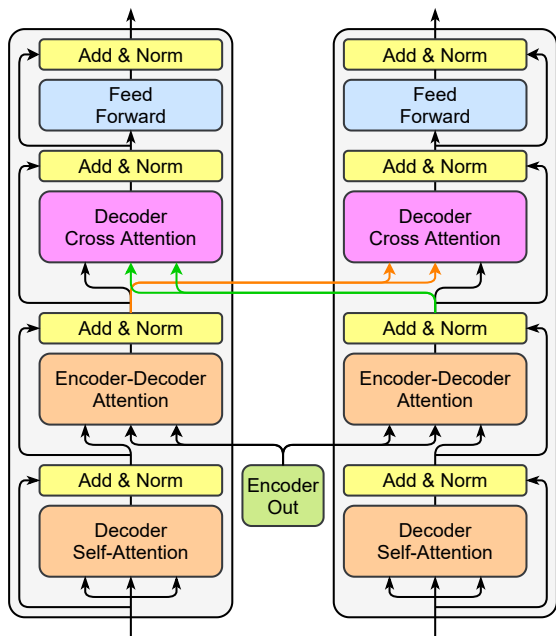 Add & Norm
Feed
Forward
Add & Norm
Decoder
Cross Attention
Add & Norm
Encoder-Decoder
Attention
Add & Norm
Decoder
Self-Attention
Encoder
Out
Add & Norm
Feed
Forward
Add & Norm
Decoder
Cross Attention
Add & Norm
Encoder-Decoder
Attention
Add & Norm
Decoder
Self-Attention